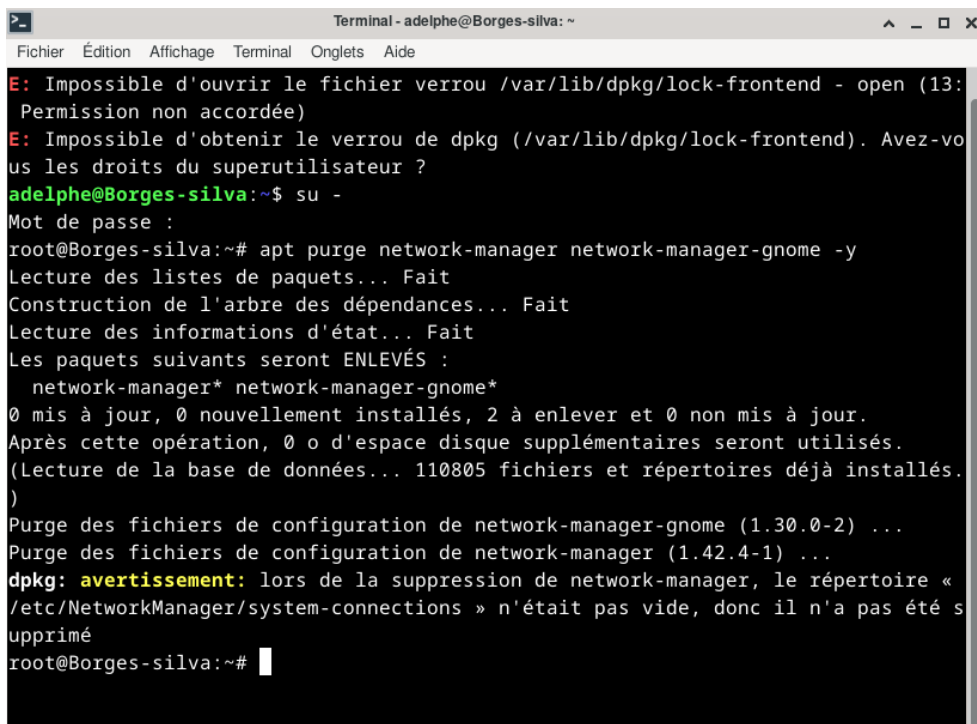 Terminal - adelphe@Borges-silva: ~
Fichier Édition Affichage Terminal Onglets Aide
E: Impossible d'ouvrir le fichier verrou /var/lib/dpkg/lock-frontend - open (13:
 Permission non accordée)
E: Impossible d'obtenir le verrou de dpkg (/var/lib/dpkg/lock-frontend). Avez-vo
us les droits du superutilisateur ?
adelphe@Borges-silva:~$ su -
Mot de passe :
root@Borges-silva:~# apt purge network-manager network-manager-gnome -y
Lecture des listes de paquets... Fait
Construction de l'arbre des dépendances... Fait
Lecture des informations d'état... Fait
Les paquets suivants seront ENLEVÉS :
  network-manager* network-manager-gnome*
0 mis à jour, 0 nouvellement installés, 2 à enlever et 0 non mis à jour.
Après cette opération, 0 o d'espace disque supplémentaires seront utilisés.
(Lecture de la base de données... 110805 fichiers et répertoires déjà installés.
)
Purge des fichiers de configuration de network-manager-gnome (1.30.0-2) ...
Purge des fichiers de configuration de network-manager (1.42.4-1) ...
dpkg: avertissement: lors de la suppression de network-manager, le répertoire «
/etc/NetworkManager/system-connections » n'était pas vide, donc il n'a pas été s
upprimé
root@Borges-silva:~#